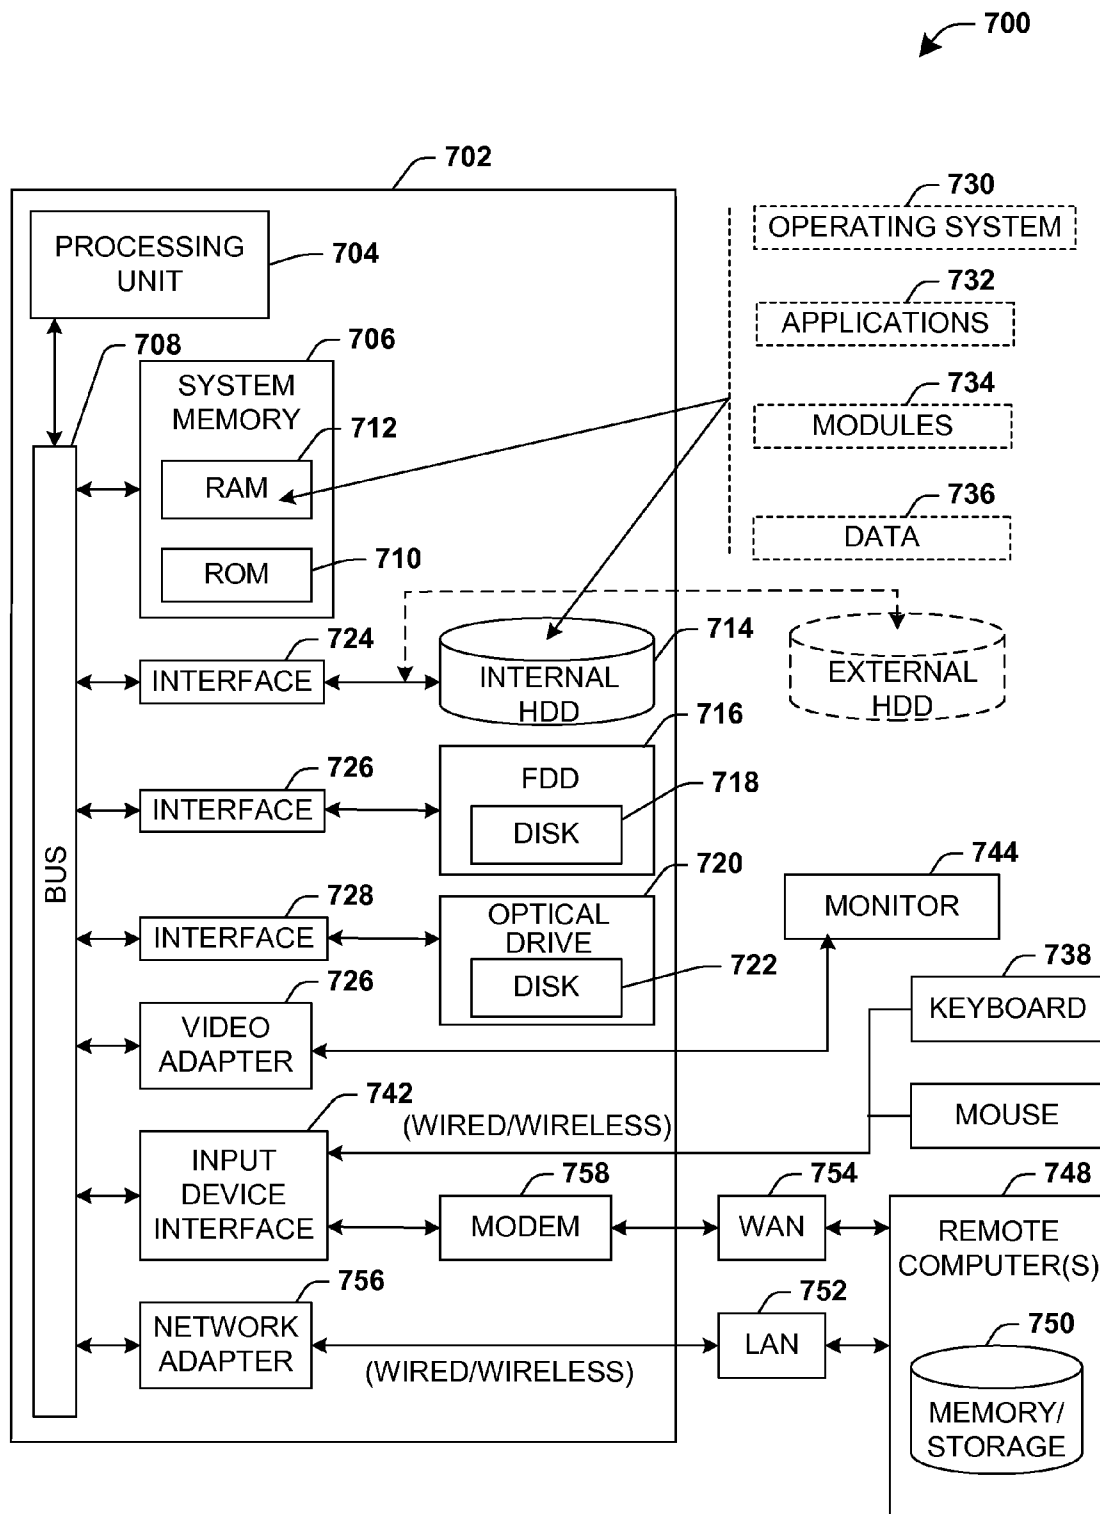 700
702
PROCESSING
UNIT
704
730
OPERATING SYSTEM
732
APPLICATIONS
734
MODULES
736
DATA
708
706
SYSTEM
MEMORY
712
RAM
710
ROM
BUS
724
INTERFACE
714
INTERNAL
HDD
EXTERNAL
HDD
726
INTERFACE
716
FDD
718
DISK
728
INTERFACE
720
OPTICAL
DRIVE
722
DISK
744
MONITOR
726
VIDEO
ADAPTER
738
KEYBOARD
MOUSE
742
INPUT
DEVICE
INTERFACE
(WIRED/WIRELESS)
758
MODEM
754
WAN
748
REMOTE
COMPUTER(S)
756
NETWORK
ADAPTER
(WIRED/WIRELESS)
752
LAN
750
MEMORY/
STORAGE